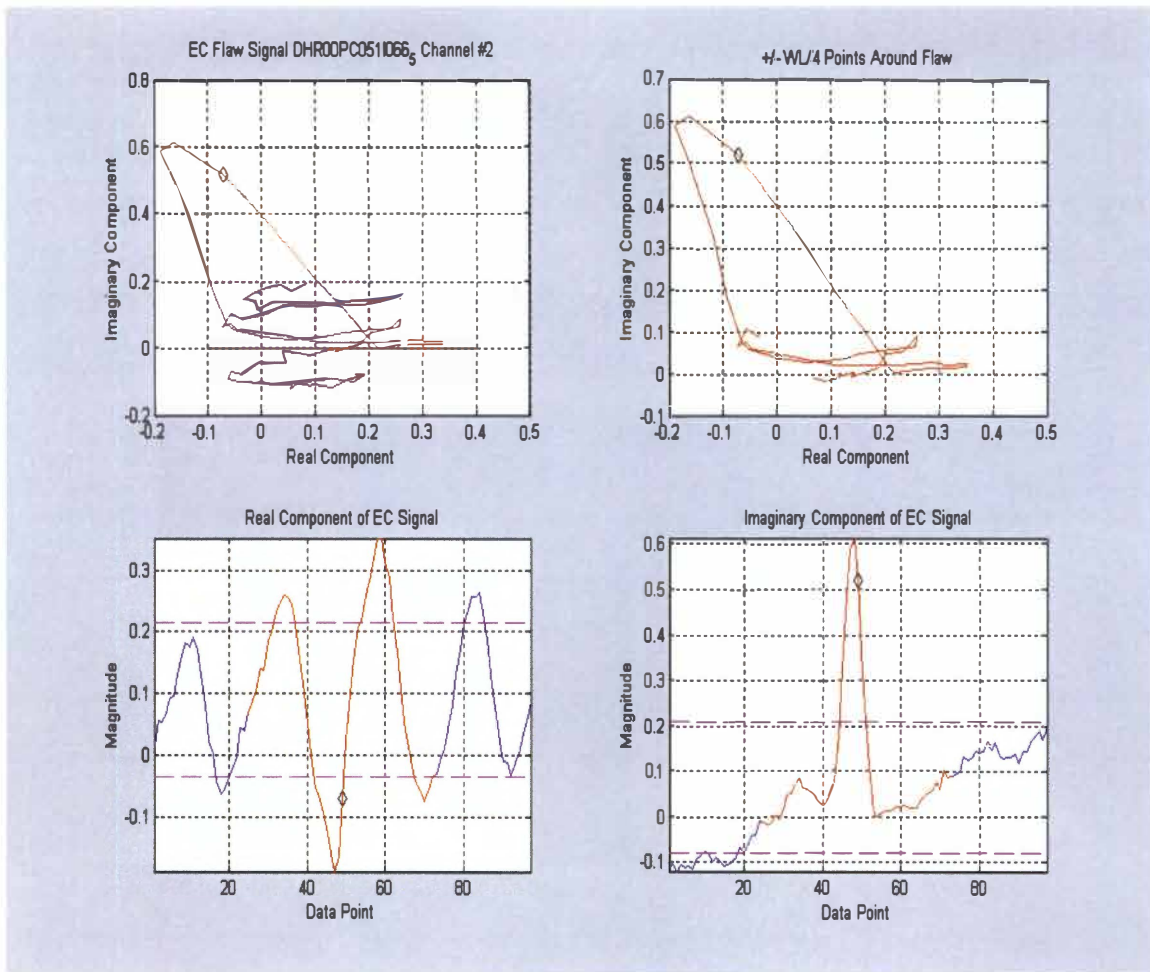 EC Flaw Signal DHR00PC051I066₅ Channel #2
0.8
0.6
0.4
0.2
0
-0.2
Imaginary Component
-0.2 -0.1 0 0.1 0.2 0.3 0.4 0.5
Real Component
+/- WL/4 Points Around Flaw
0.7
0.6
0.5
0.4
0.3
0.2
0.1
0
-0.1
Imaginary Component
-0.2 -0.1 0 0.1 0.2 0.3 0.4 0.5
Real Component
Real Component of EC Signal
0.3
0.2
0.1
0
-0.1
Magnitude
20 40 60 80
Data Point
Imaginary Component of EC Signal
0.6
0.5
0.4
0.3
0.2
0.1
0
-0.1
Magnitude
20 40 60 80
Data Point